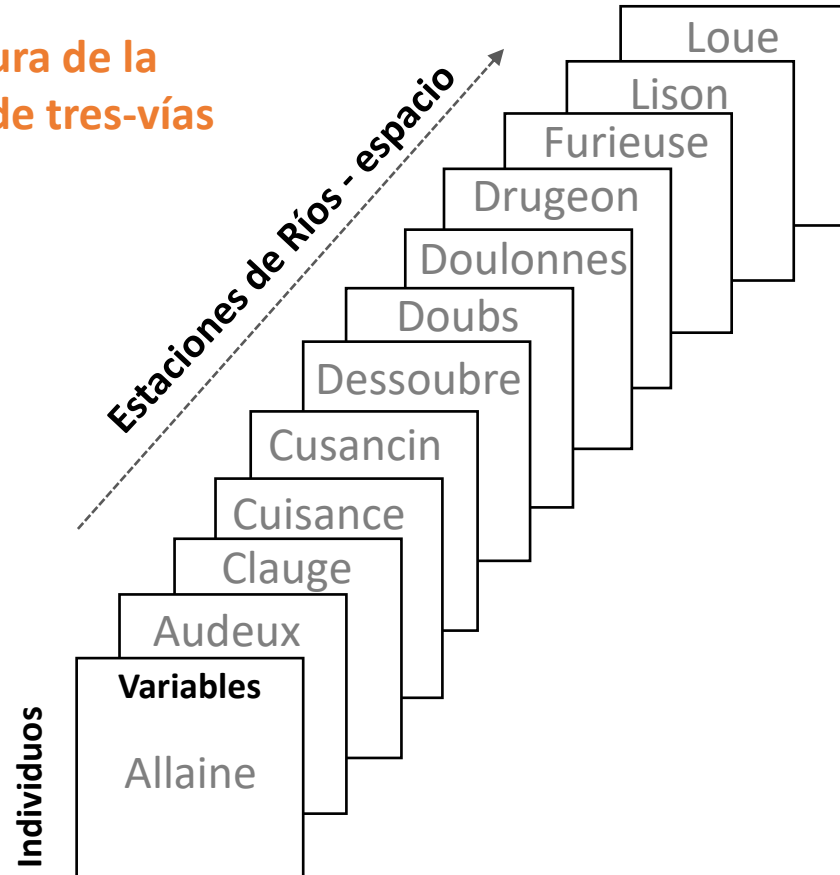 ura de la
de tres-vías
Estaciones de Ríos - espacio
Loue
Lison
Furieuse
Drugeon
Doulonnes
Doubs
Dessoubre
Cusancin
Cuisance
Clauge
Audeux
Variables
Allaine
Individuos